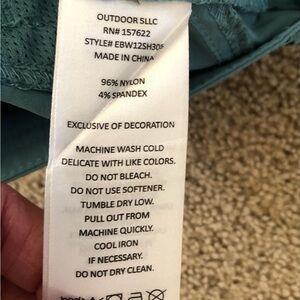 OUTDOOR SLLC
RN# 157622
STYLE# EBW12SH308
MADE IN CHINA
96% NYLON
4% SPANDEX
EXCLUSIVE OF DECORATION
MACHINE WASH COLD
DELICATE WITH LIKE COLORS.
DO NOT BLEACH.
DO NOT USE SOFTENER.
TUMBLE DRY LOW.
PULL OUT FROM
MACHINE QUICKLY.
COOL IRON
IF NECESSARY.
DO NOT DRY CLEAN.